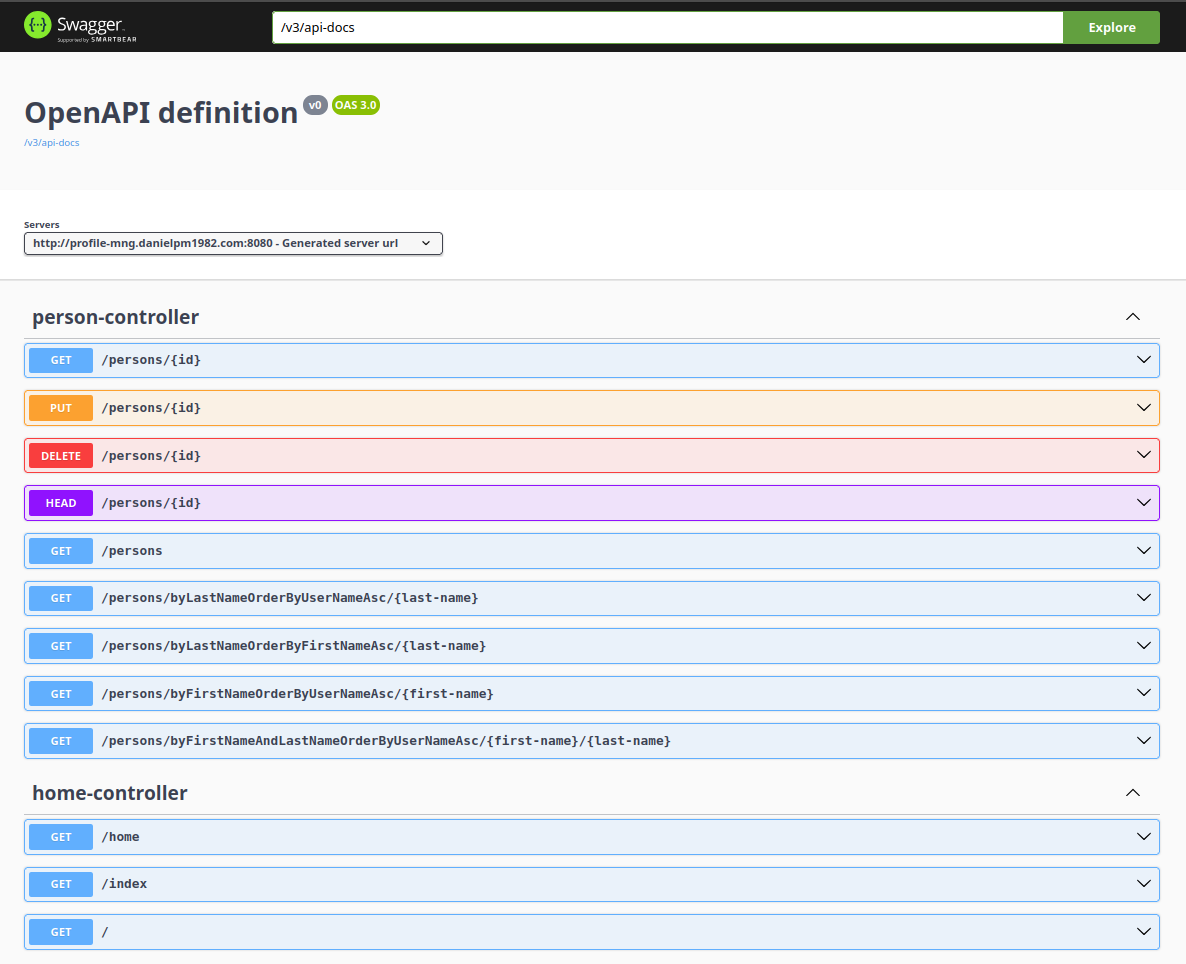 Swagger
Supported by SMARTBEAR
/v3/api-docs
Explore
OpenAPI definition v0 OAS 3.0
/v3/api-docs
Servers
http://profile-mng.danielpm1982.com:8080 - Generated server url
person-controller
GET /persons/{id}
PUT /persons/{id}
DELETE /persons/{id}
HEAD /persons/{id}
GET /persons
GET /persons/byLastNameOrderByUserNameAsc/{last-name}
GET /persons/byLastNameOrderByFirstNameAsc/{last-name}
GET /persons/byFirstNameOrderByUserNameAsc/{first-name}
GET /persons/byFirstNameAndLastNameOrderByUserNameAsc/{first-name}/{last-name}
home-controller
GET /home
GET /index
GET /